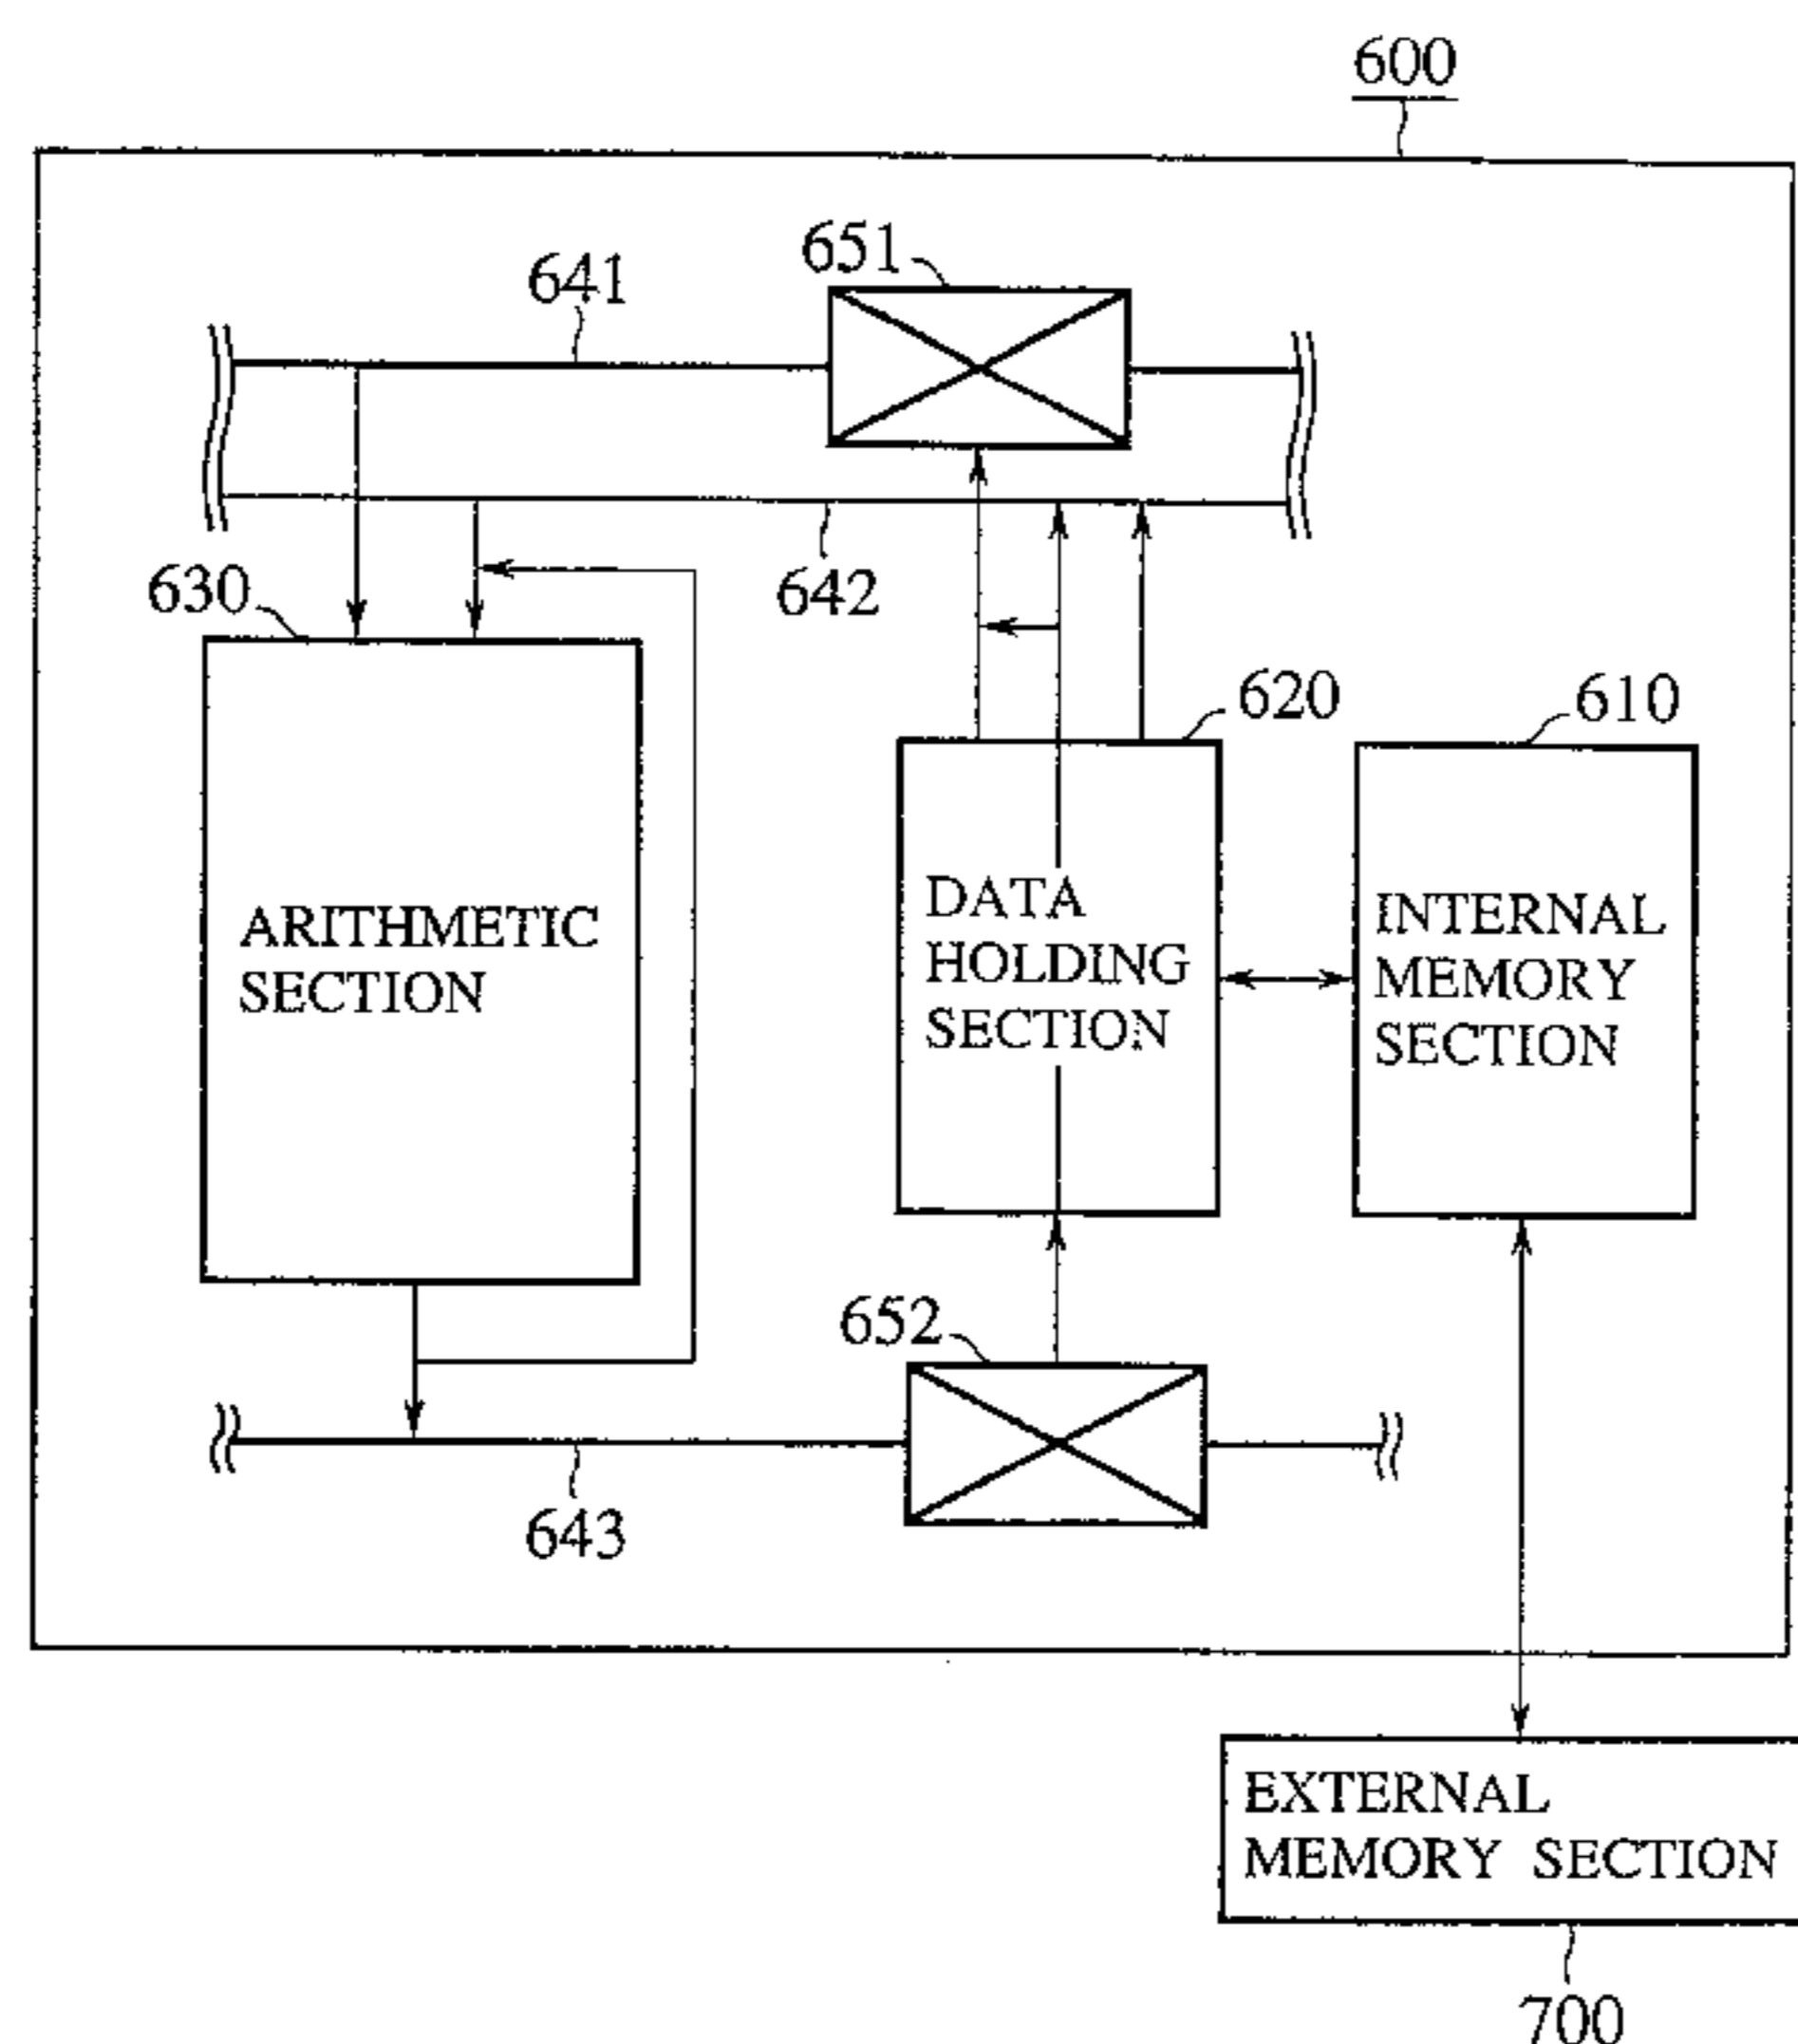 600
651
641
642
630
620
610
ARITHMETIC
SECTION
DATA
HOLDING
SECTION
INTERNAL
MEMORY
SECTION
652
643
EXTERNAL
MEMORY SECTION
700